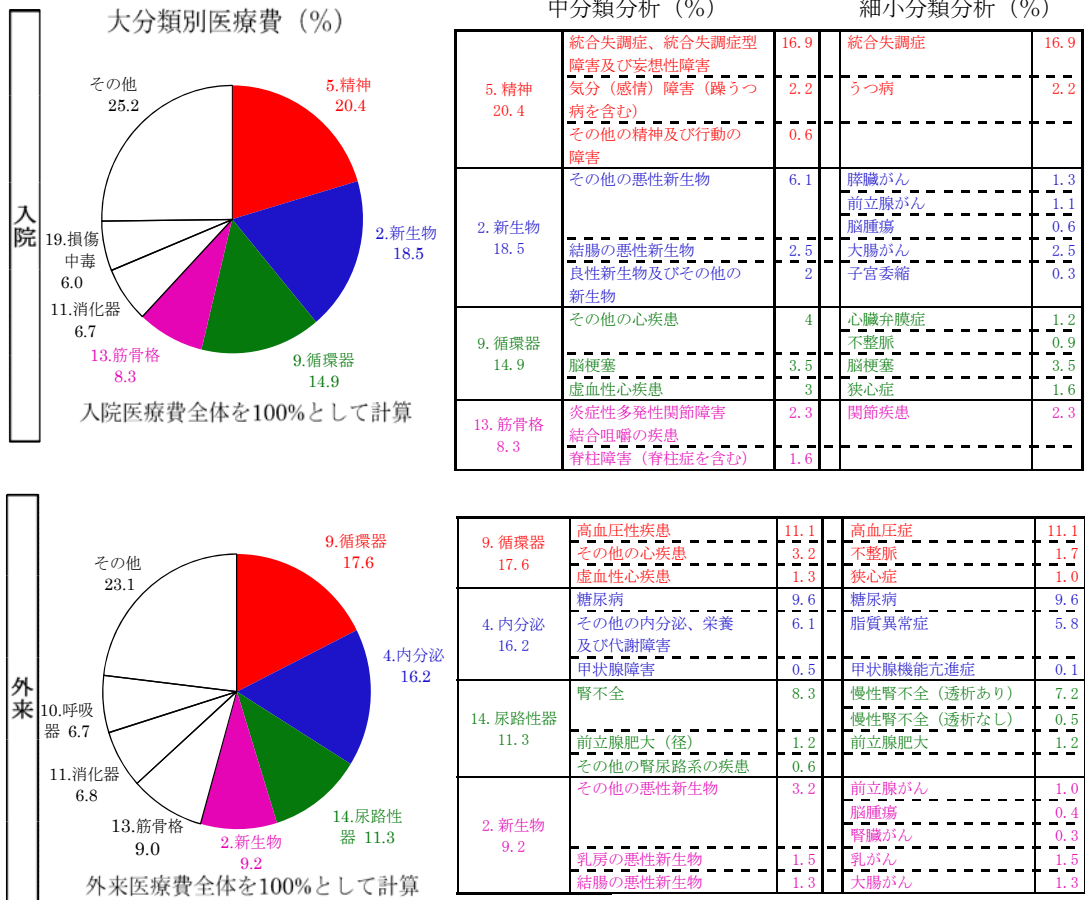 大分類別医療費（%）
中分類分析（%）
細小分類分析（%）
入院
その他
25.2
5.精神
20.4
2.新生物
18.5
9.循環器
14.9
13.筋骨格
8.3
11.消化器
6.7
19.損傷
中毒
6.0
入院医療費全体を100%として計算
5. 精神
20.4
統合失調症、統合失調症型
障害及び妄想性障害
16.9
統合失調症
16.9
気分（感情）障害（躁うつ
病を含む）
2.2
うつ病
2.2
その他の精神及び行動の
障害
0.6
2. 新生物
18.5
その他の悪性新生物
6.1
膵臓がん
1.3
前立腺がん
1.1
脳腫瘍
0.6
結腸の悪性新生物
2.5
大腸がん
2.5
良性新生物及びその他の
新生物
2
子宮委縮
0.3
9. 循環器
14.9
その他の心疾患
4
心臓弁膜症
1.2
不整脈
0.9
脳梗塞
3.5
脳梗塞
3.5
虚血性心疾患
3
狭心症
1.6
13. 筋骨格
8.3
炎症性多発性関節障害
結合咀嚼の疾患
2.3
関節疾患
2.3
脊柱障害（脊柱症を含む）
1.6
外来
その他
23.1
9.循環器
17.6
4.内分泌
16.2
14.尿路性
器 11.3
2.新生物
9.2
13.筋骨格
9.0
11.消化器
6.8
10.呼吸
器 6.7
外来医療費全体を100%として計算
9. 循環器
17.6
高血圧性疾患
11.1
高血圧症
11.1
その他の心疾患
3.2
不整脈
1.7
虚血性心疾患
1.3
狭心症
1.0
4. 内分泌
16.2
糖尿病
9.6
糖尿病
9.6
その他の内分泌、栄養
及び代謝障害
6.1
脂質異常症
5.8
甲状腺障害
0.5
甲状腺機能亢進症
0.1
14. 尿路性器
11.3
腎不全
8.3
慢性腎不全（透析あり）
7.2
慢性腎不全（透析なし）
0.5
前立腺肥大（径）
1.2
前立腺肥大
1.2
その他の腎尿路系の疾患
0.6
2. 新生物
9.2
その他の悪性新生物
3.2
前立腺がん
1.0
脳腫瘍
0.4
腎臓がん
0.3
乳房の悪性新生物
1.5
乳がん
1.5
結腸の悪性新生物
1.3
大腸がん
1.3